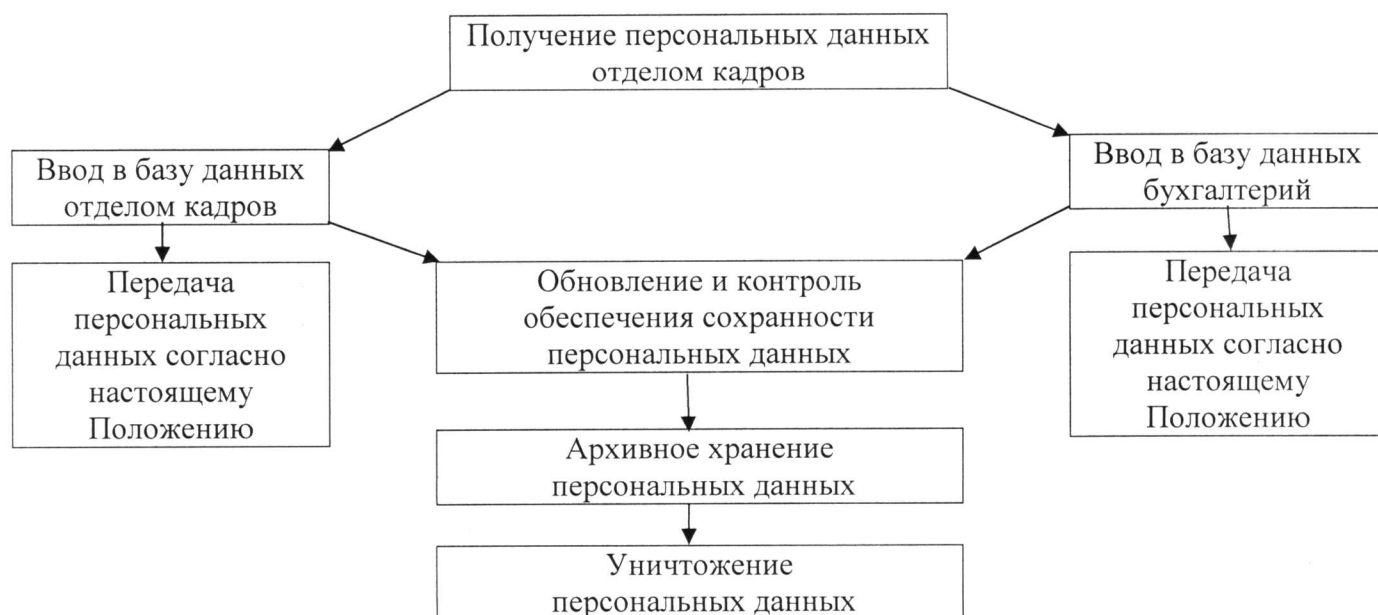 Получение персональных данных
отделом кадров
Ввод в базу данных
отделом кадров
Ввод в базу данных
бухгалтерий
Передача
персональных
данных согласно
настоящему
Положению
Обновление и контроль
обеспечения сохранности
персональных данных
Передача
персональных
данных согласно
настоящему
Положению
Архивное хранение
персональных данных
Уничтожение
персональных данных